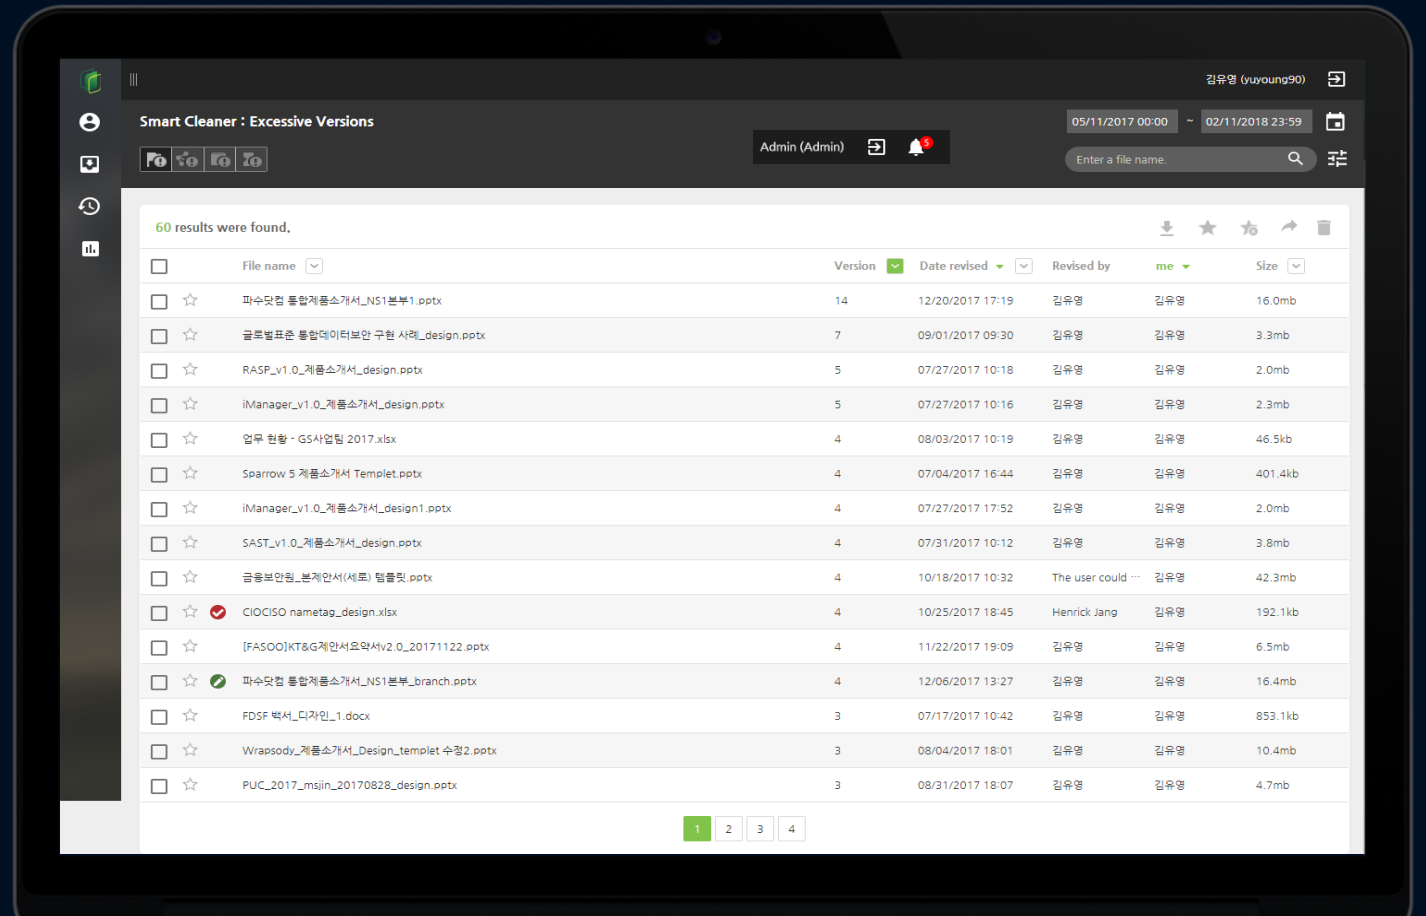 김유영 (yuyoung90)
Smart Cleaner : Excessive Versions
05/11/2017 00:00 ~ 02/11/2018 23:59
Admin (Admin) 5
Enter a file name.
60 results were found.
File name Version Date revised Revised by me Size
파수닷컴 통합제품소개서_NS1본부1.pptx 14 12/20/2017 17:19 김유영 김유영 16.0mb
글로벌표준 통합데이터보안 구현 사례_design.pptx 7 09/01/2017 09:30 김유영 김유영 3.3mb
RASP_v1.0_제품소개서_design.pptx 5 07/27/2017 10:18 김유영 김유영 2.0mb
iManager_v1.0_제품소개서_design.pptx 5 07/27/2017 10:16 김유영 김유영 2.3mb
업무 현황 - GS사업팀 2017.xlsx 4 08/03/2017 10:19 김유영 김유영 46.5kb
Sparrow 5 제품소개서 Templet.pptx 4 07/04/2017 16:44 김유영 김유영 401.4kb
iManager_v1.0_제품소개서_design1.pptx 4 07/27/2017 17:52 김유영 김유영 2.0mb
SAST_v1.0_제품소개서_design.pptx 4 07/31/2017 10:12 김유영 김유영 3.8mb
금융보안원_본제안서(세로) 템플릿.pptx 4 10/18/2017 10:32 The user could ··· 김유영 42.3mb
CIOCISO nametag_design.xlsx 4 10/25/2017 18:45 Henrick Jang 김유영 192.1kb
[FASOO]KT&G제안서요약서v2.0_20171122.pptx 4 11/22/2017 19:09 김유영 김유영 6.5mb
파수닷컴 통합제품소개서_NS1본부_branch.pptx 4 12/06/2017 13:27 김유영 김유영 16.4mb
FDSF 백서_디자인_1.docx 3 07/17/2017 10:42 김유영 김유영 853.1kb
Wrapsody_제품소개서_Design_templet 수정2.pptx 3 08/04/2017 18:01 김유영 김유영 10.4mb
PUC_2017_msjin_20170828_design.pptx 3 08/31/2017 18:07 김유영 김유영 4.7mb
1 2 3 4